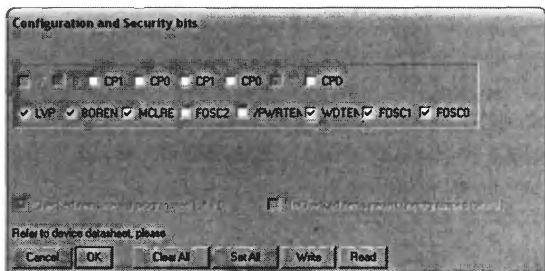 Configuration and Security bits
CP1 CP0 CP1 CP0 CPD
LVP BOREN MCLRE FOSC2 /PWRTEN WDTEN FOSC1 FOSC0
Refer to device datasheet, please
Cancel OK Clear All Set All Write Read